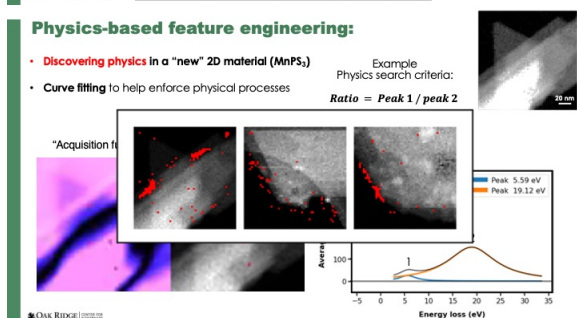 Physics-based feature engineering:
• Discovering physics in a “new” 2D material (MnPS₃)
• Curve fitting to help enforce physical processes
Example
Physics search criteria:
Ratio = Peak 1 / peak 2
20 nm
“Acquisition
Peak 5.59 eV
Peak 19.12 eV
1
100
0
-5 0 5 10 15 20 25 30 35
Energy loss (eV)
OAK RIDGE